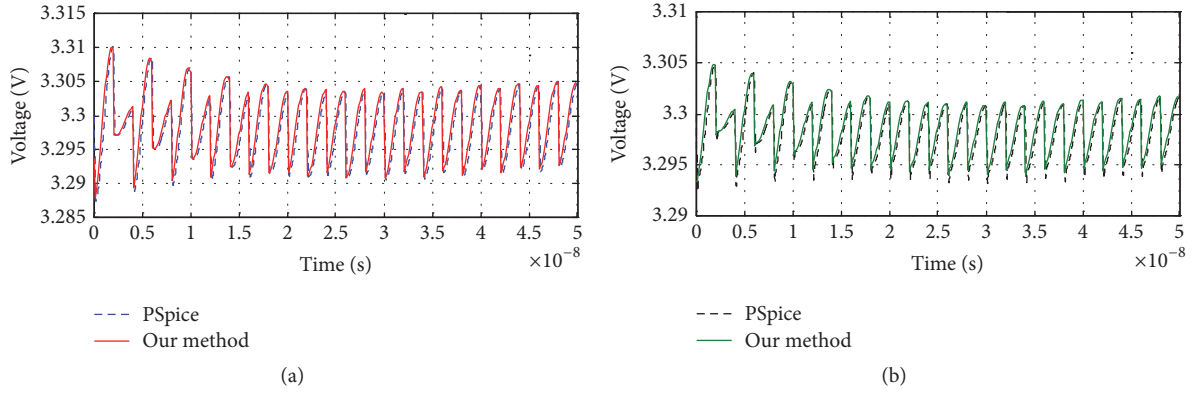 3.315
3.31
3.305
3.3
3.295
3.29
3.285
Voltage (V)
0 0.5 1 1.5 2 2.5 3 3.5 4 4.5 5
Time (s)
×10−8
PSpice
Our method
(a)
3.31
3.305
3.3
3.295
3.29
Voltage (V)
0 0.5 1 1.5 2 2.5 3 3.5 4 4.5 5
Time (s)
×10−8
PSpice
Our method
(b)